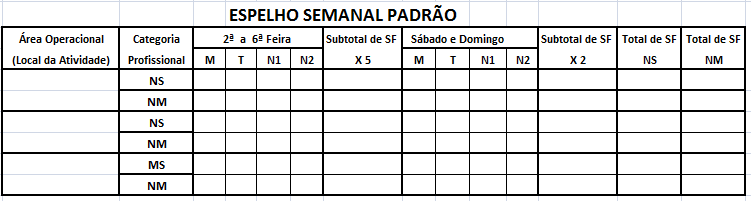 ESPELHO SEMANAL PADRÃO
Área Operacional Categoria 2ª a 6ª Feira Subtotal de SF Sábado e Domingo Subtotal de SF Total de SF Total de SF
(Local da Atividade) Profissional M T N1 N2 X 5 M T N1 N2 X 2 NS NM
NS
NM
NS
NM
MS
NM